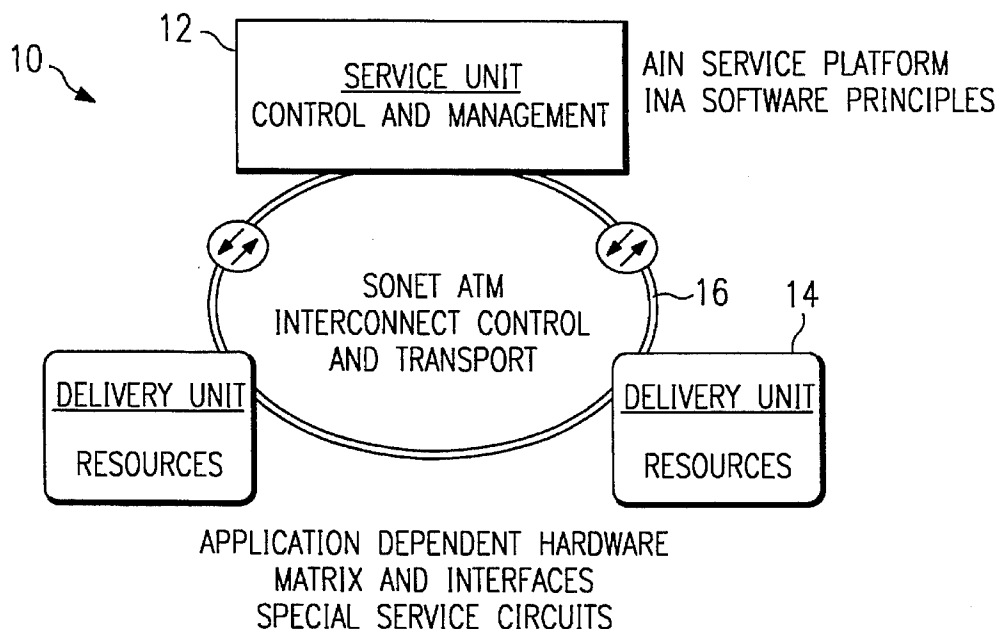 12
10
SERVICE UNIT
CONTROL AND MANAGEMENT
AIN SERVICE PLATFORM
INA SOFTWARE PRINCIPLES
SONET ATM
INTERCONNECT CONTROL
AND TRANSPORT
16
14
DELIVERY UNIT
RESOURCES
DELIVERY UNIT
RESOURCES
APPLICATION DEPENDENT HARDWARE
MATRIX AND INTERFACES
SPECIAL SERVICE CIRCUITS